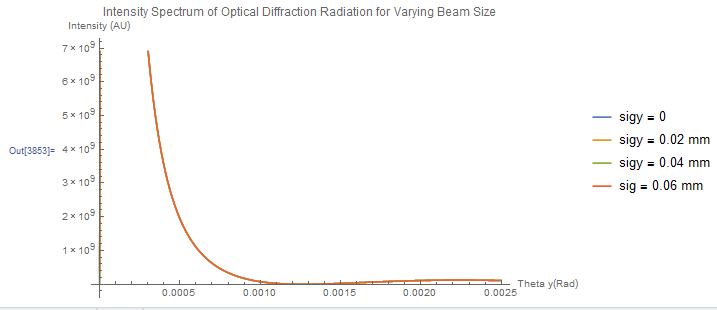 Intensity Spectrum of Optical Diffraction Radiation for Varying Beam Size
Intensity (AU)
7 × 10⁹
6 × 10⁹
5 × 10⁹
Out[3853]= 4 × 10⁹
3 × 10⁹
2 × 10⁹
1 × 10⁹
0.0005 0.0010 0.0015 0.0020 0.0025
Theta y(Rad)
sigy = 0
sigy = 0.02 mm
sigy = 0.04 mm
sig = 0.06 mm